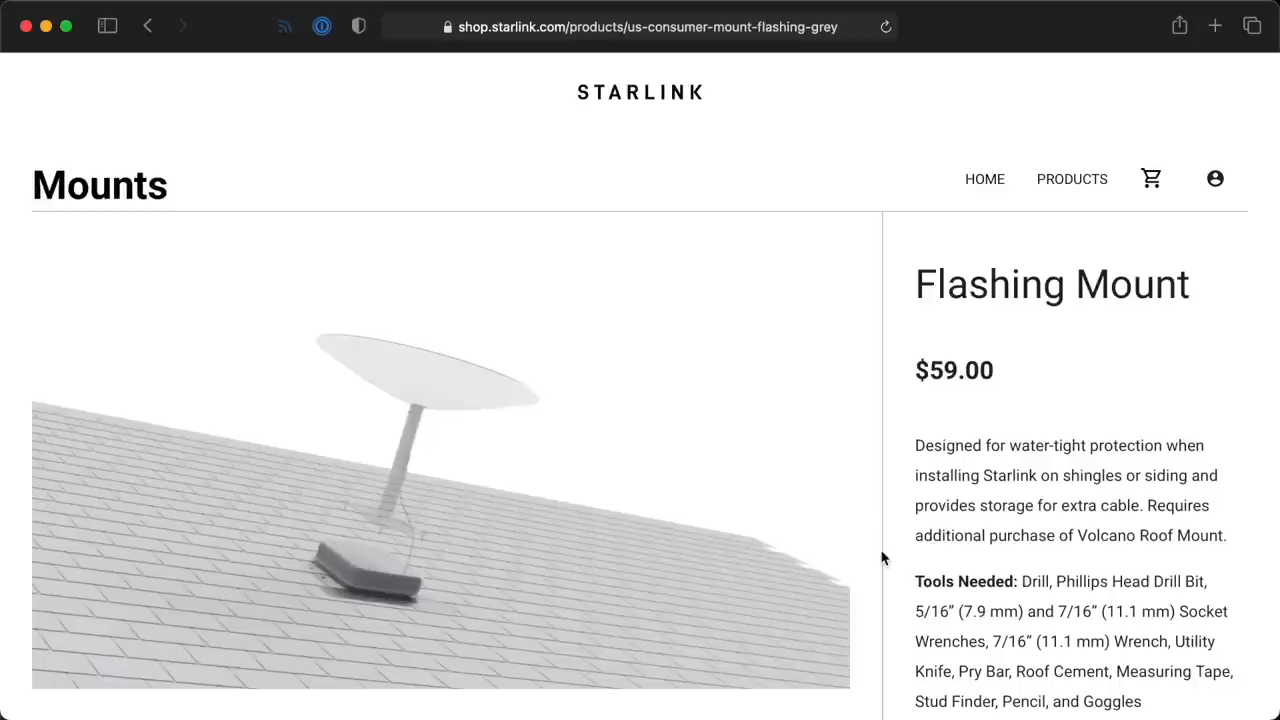 shop.starlink.com/products/us-consumer-mount-flashing-grey
STARLINK
Mounts
HOME
PRODUCTS
Flashing Mount
$59.00
Designed for water-tight protection when
installing Starlink on shingles or siding and
provides storage for extra cable. Requires
additional purchase of Volcano Roof Mount.
Tools Needed: Drill, Phillips Head Drill Bit,
5/16” (7.9 mm) and 7/16” (11.1 mm) Socket
Wrenches, 7/16” (11.1 mm) Wrench, Utility
Knife, Pry Bar, Roof Cement, Measuring Tape,
Stud Finder, Pencil, and Goggles